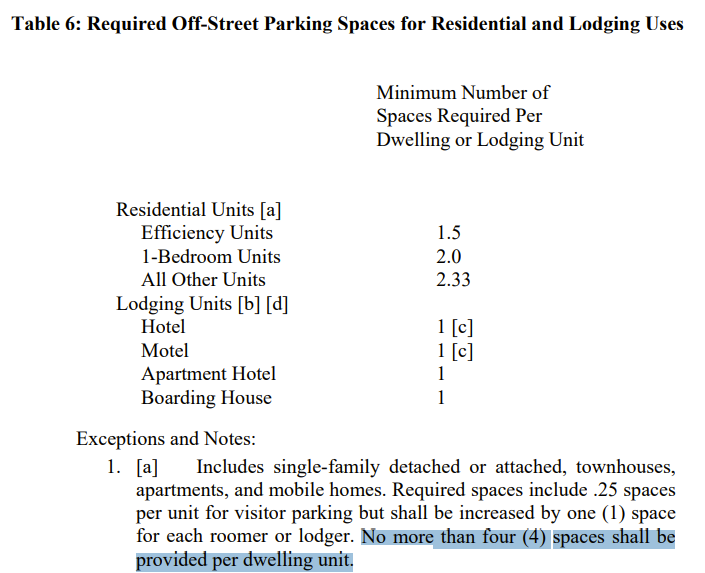 Table 6: Required Off-Street Parking Spaces for Residential and Lodging Uses
Minimum Number of
Spaces Required Per
Dwelling or Lodging Unit
Residential Units [a]
Efficiency Units 1.5
1-Bedroom Units 2.0
All Other Units 2.33
Lodging Units [b] [d]
Hotel 1 [c]
Motel 1 [c]
Apartment Hotel 1
Boarding House 1
Exceptions and Notes:
1. [a] Includes single-family detached or attached, townhouses,
apartments, and mobile homes. Required spaces include .25 spaces
per unit for visitor parking but shall be increased by one (1) space
for each roomer or lodger. No more than four (4) spaces shall be
provided per dwelling unit.